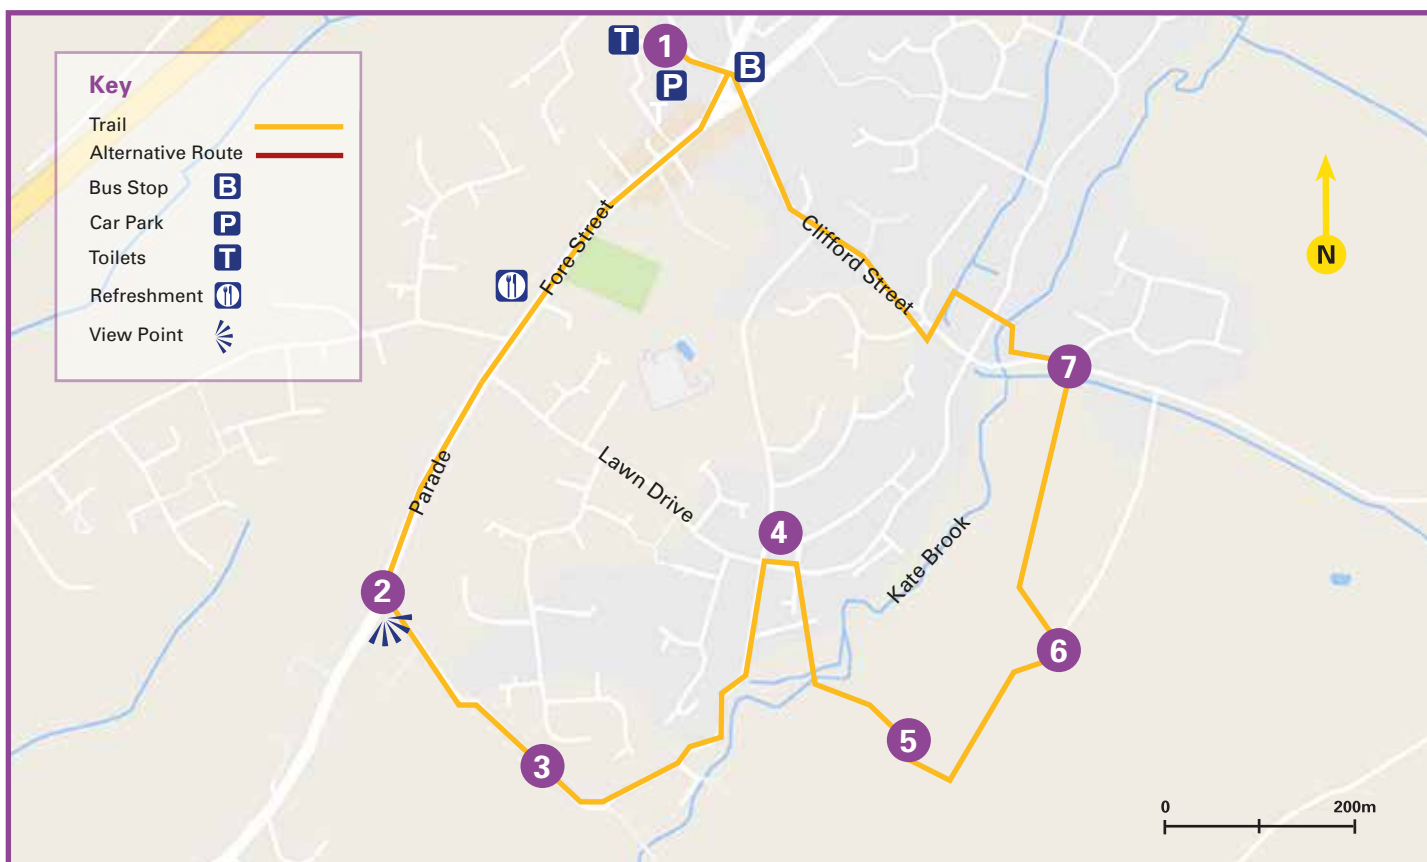 Key
Trail
Alternative Route
Bus Stop B
Car Park P
Toilets T
Refreshment
View Point
T 1
P
B
Fore Street
Clifford Street
N
7
Parade
Lawn Drive
4
Kate Brook
2
6
5
3
0 200m